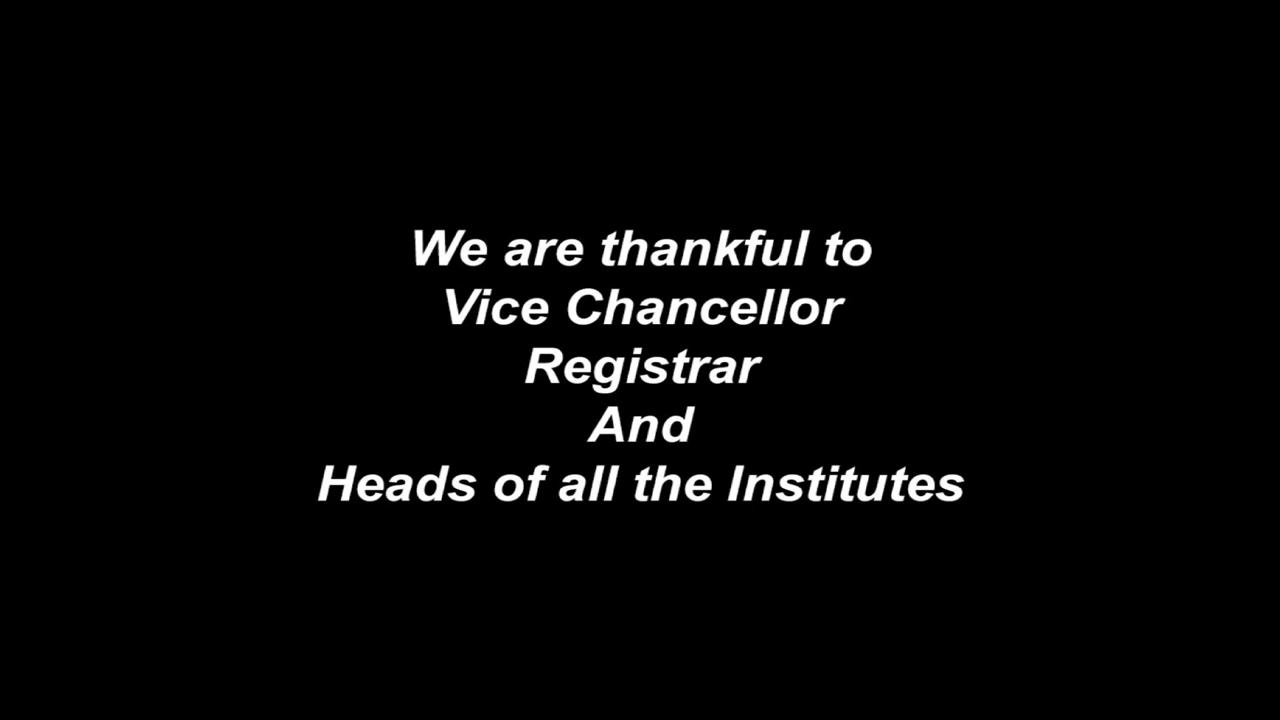 We are thankful to
Vice Chancellor
Registrar
And
Heads of all the Institutes